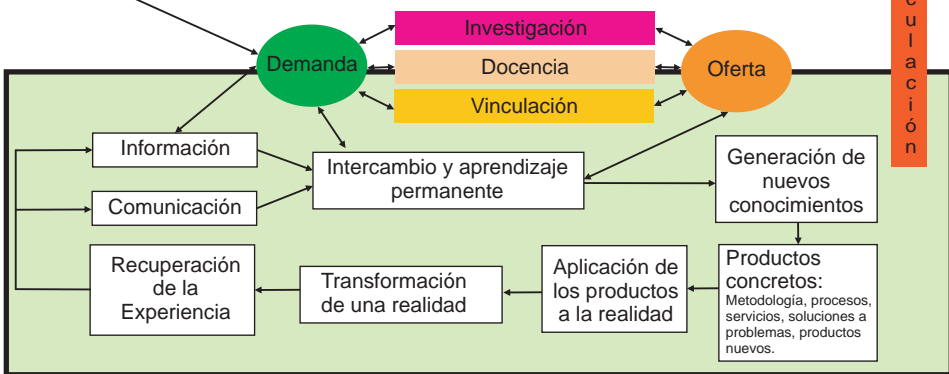 c
u
l
a
c
i
ó
n
Investigación
Demanda
Docencia
Oferta
Vinculación
Información
Intercambio y aprendizaje
permanente
Generación de
nuevos
conocimientos
Comunicación
Recuperación
de la
Experiencia
Transformación
de una realidad
Aplicación de
los productos
a la realidad
Productos
concretos:
Metodología, procesos,
servicios, soluciones a
problemas, productos
nuevos.